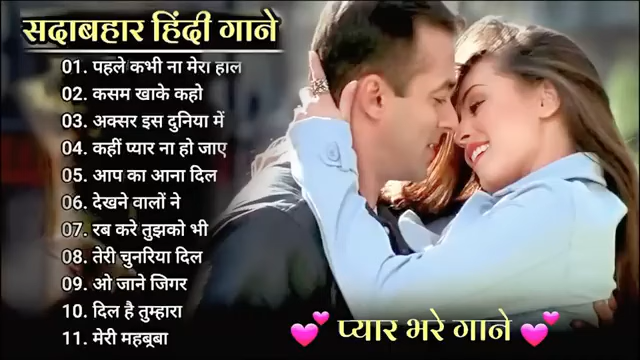 सदाबहार हिंदी गाने
01. पहले कभी ना मेरा हाल
02. कसम खाके कहो
03. अक्सर इस दुनिया में
04. कहीं प्यार ना हो जाए
05. आप का आना दिल
06. देखने वालों ने
07. रब करे तुझको भी
08. तेरी चुनरिया दिल
09. ओ जाने जिगर
10. दिल है तुम्हारा
11. मेरी महबूबा
💕 प्यार भरे गाने 💕